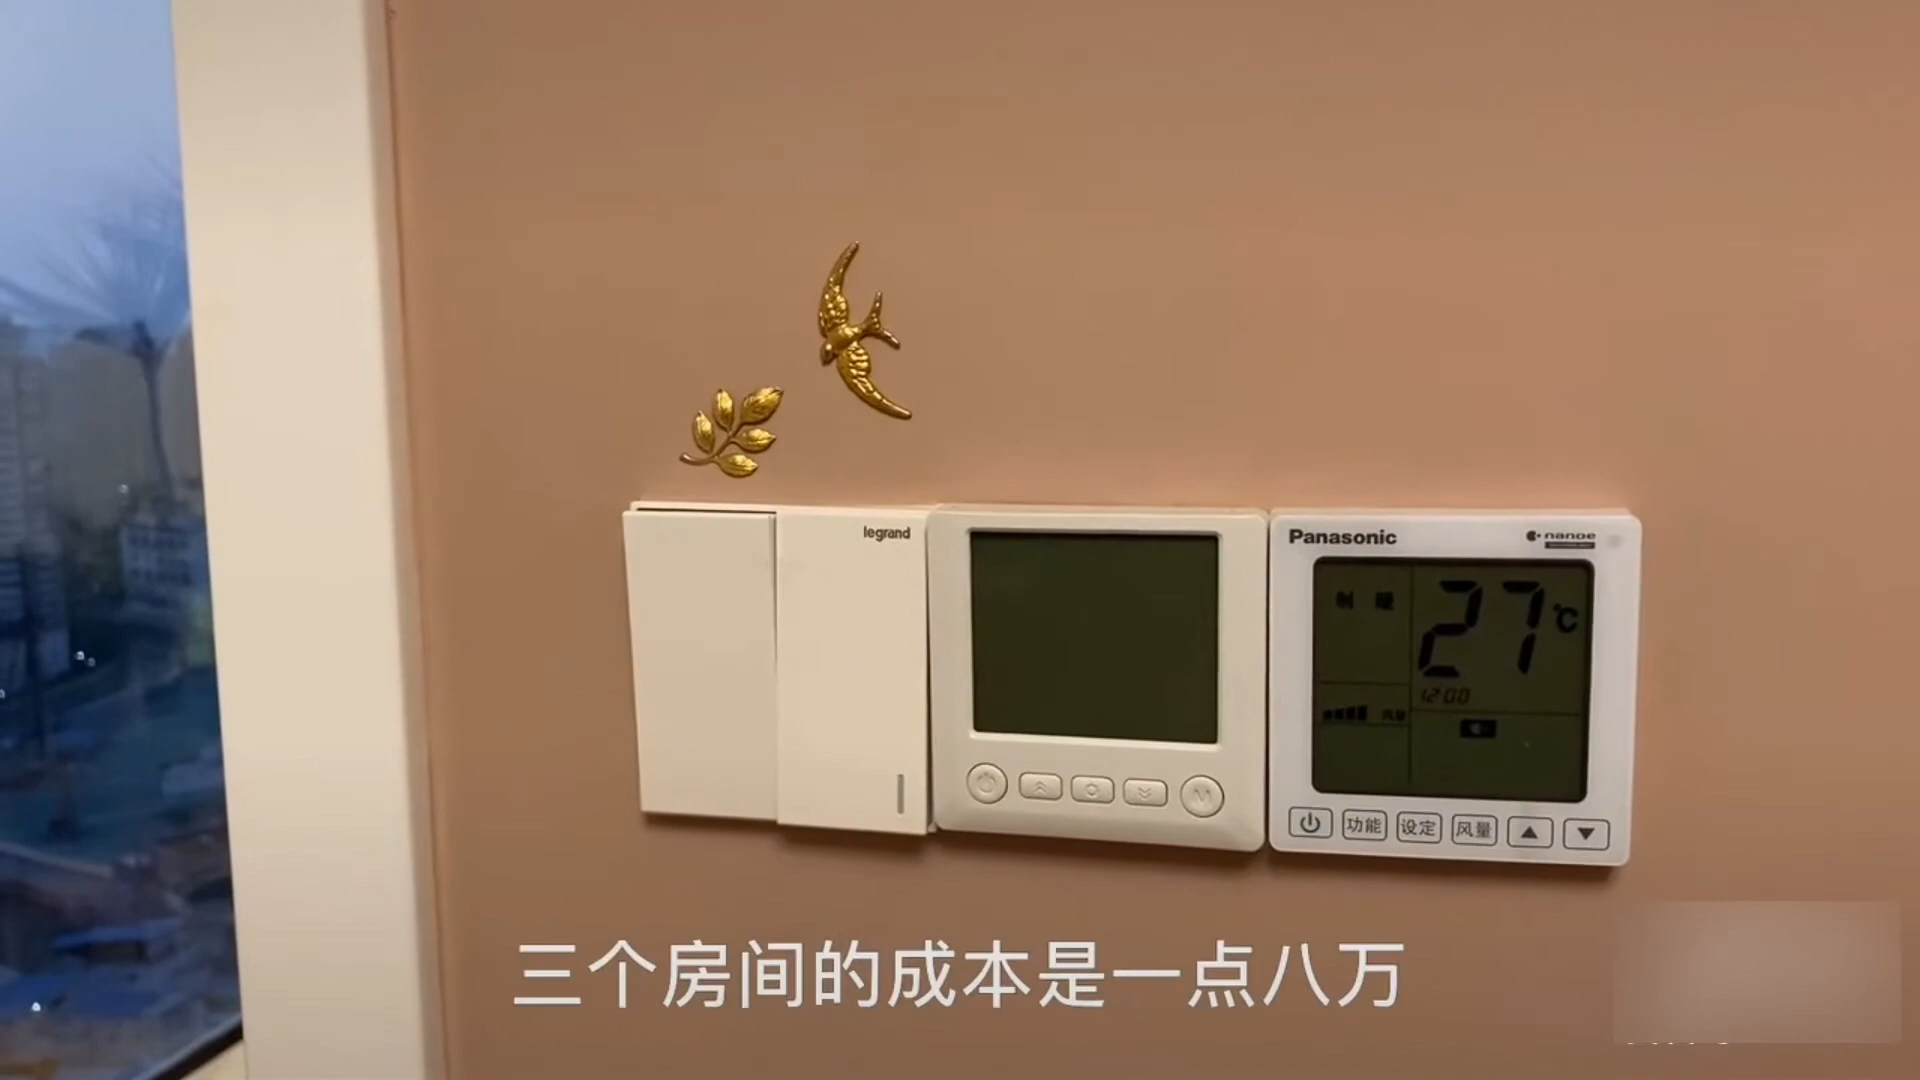 legrand
Panasonic
nanoe
制 暖
27℃
12:00
风量
功能 设定 风量
三个房间的成本是一点八万